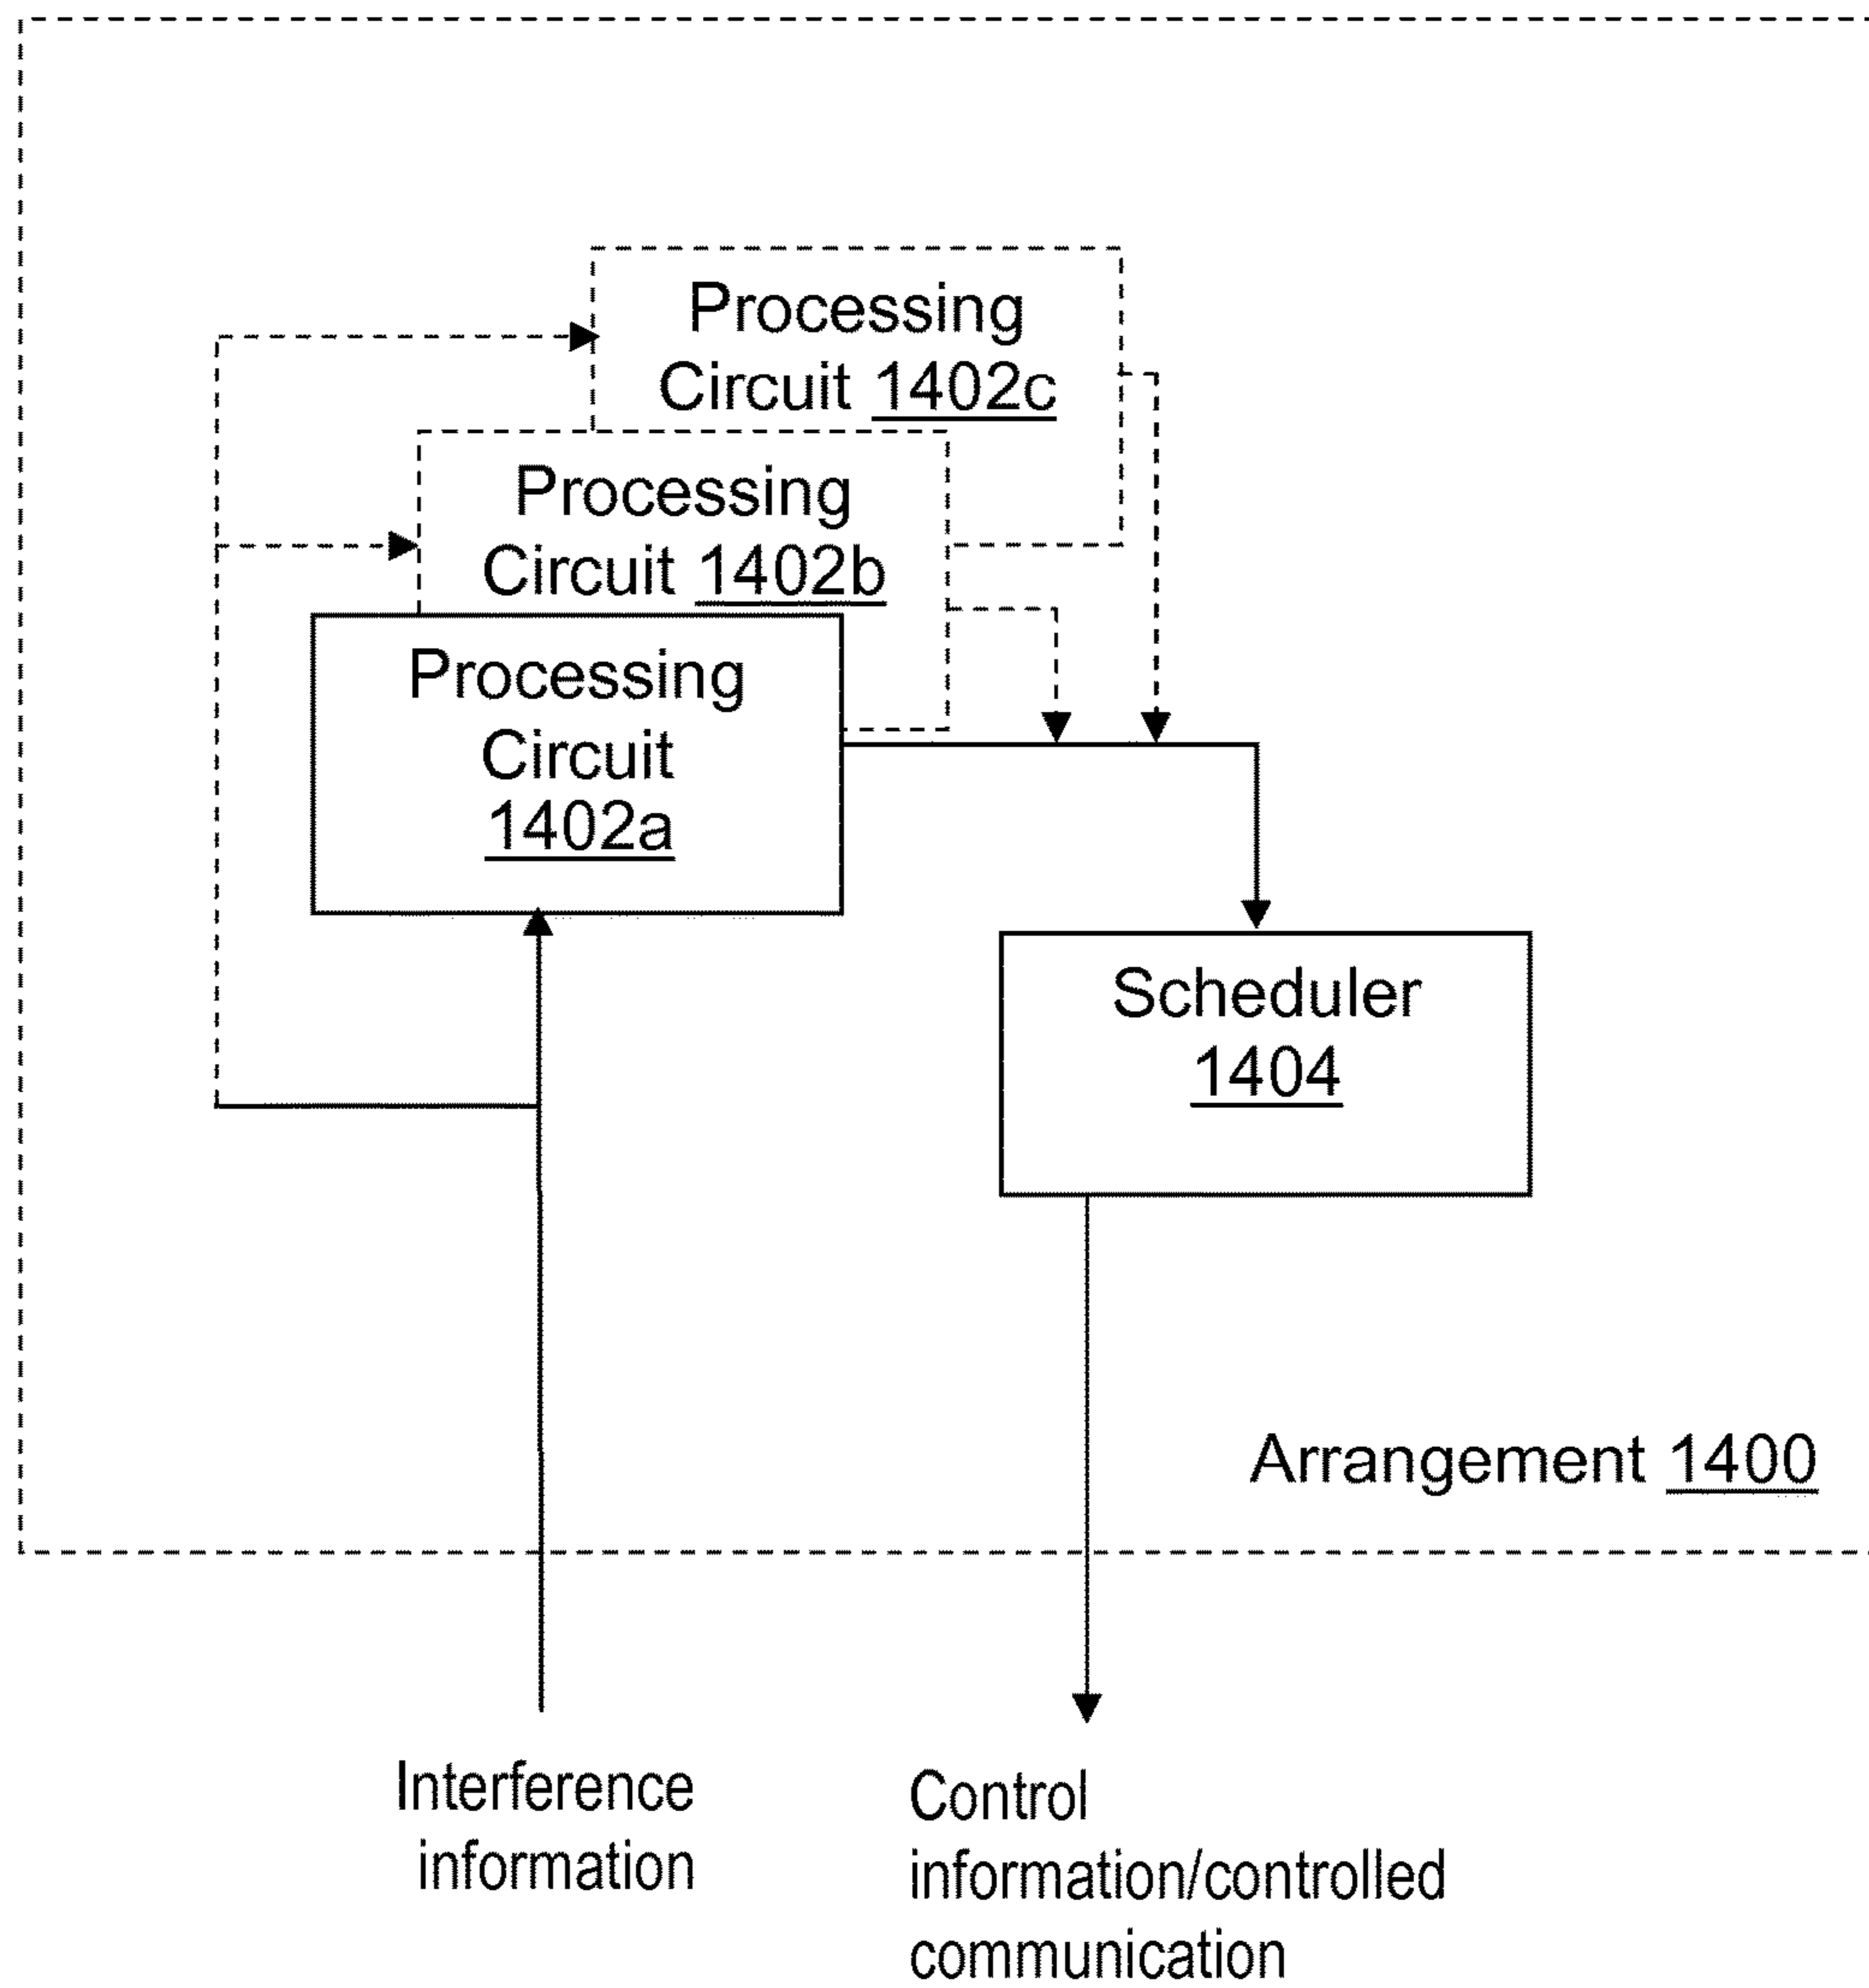 Processing
Circuit 1402c
Processing
Circuit 1402b
Processing
Circuit
1402a
Scheduler
1404
Arrangement 1400
Interference
information
Control
information/controlled
communication